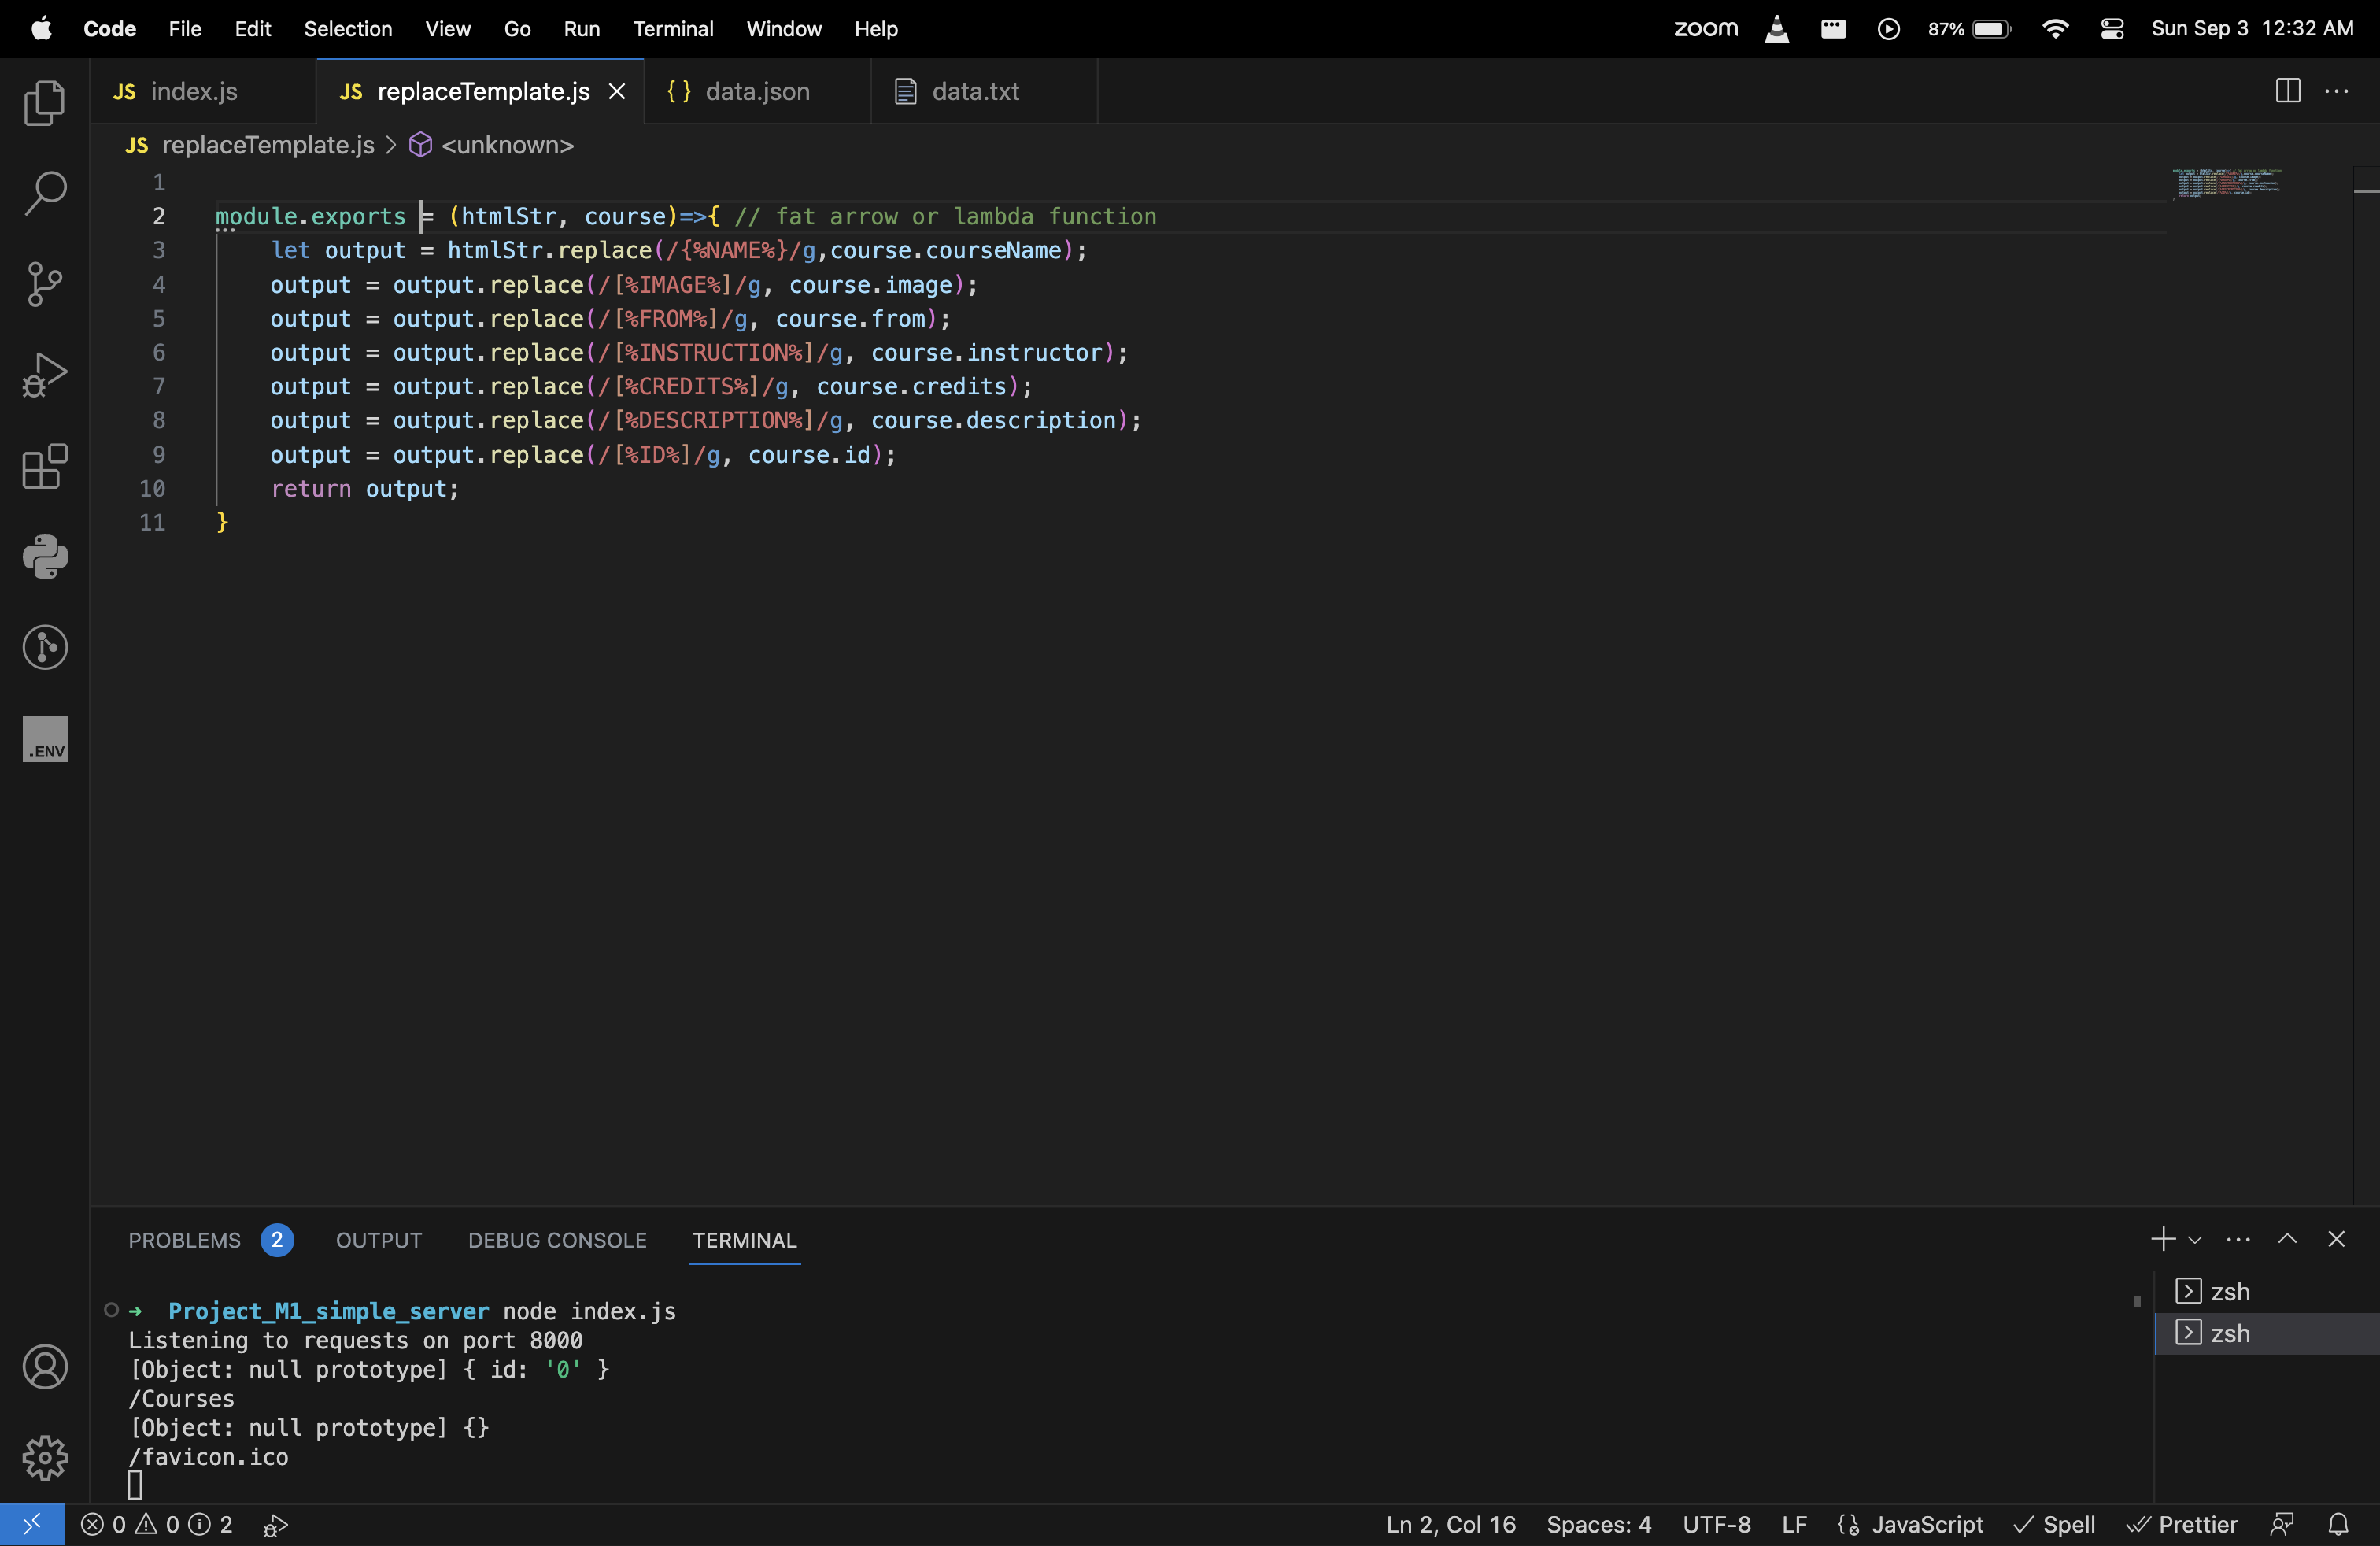 Code File Edit Selection View Go Run Terminal Window Help zoom 87% Sun Sep 3 12:32 AM
JS index.js JS replaceTemplate.js {} data.json data.txt
JS replaceTemplate.js > <unknown>
1
2 module.exports = (htmlStr, course)=>{ // fat arrow or lambda function
3 let output = htmlStr.replace(/{%NAME%}/g,course.courseName);
4 output = output.replace(/[%IMAGE%]/g, course.image);
5 output = output.replace(/[%FROM%]/g, course.from);
6 output = output.replace(/[%INSTRUCTION%]/g, course.instructor);
7 output = output.replace(/[%CREDITS%]/g, course.credits);
8 output = output.replace(/[%DESCRIPTION%]/g, course.description);
9 output = output.replace(/[%ID%]/g, course.id);
10 return output;
11 }
.ENV
PROBLEMS 2 OUTPUT DEBUG CONSOLE TERMINAL
→ Project_M1_simple_server node index.js
Listening to requests on port 8000
[Object: null prototype] { id: '0' }
/Courses
[Object: null prototype] {}
/favicon.ico
zsh
zsh
0 0 2 Ln 2, Col 16 Spaces: 4 UTF-8 LF JavaScript Spell Prettier